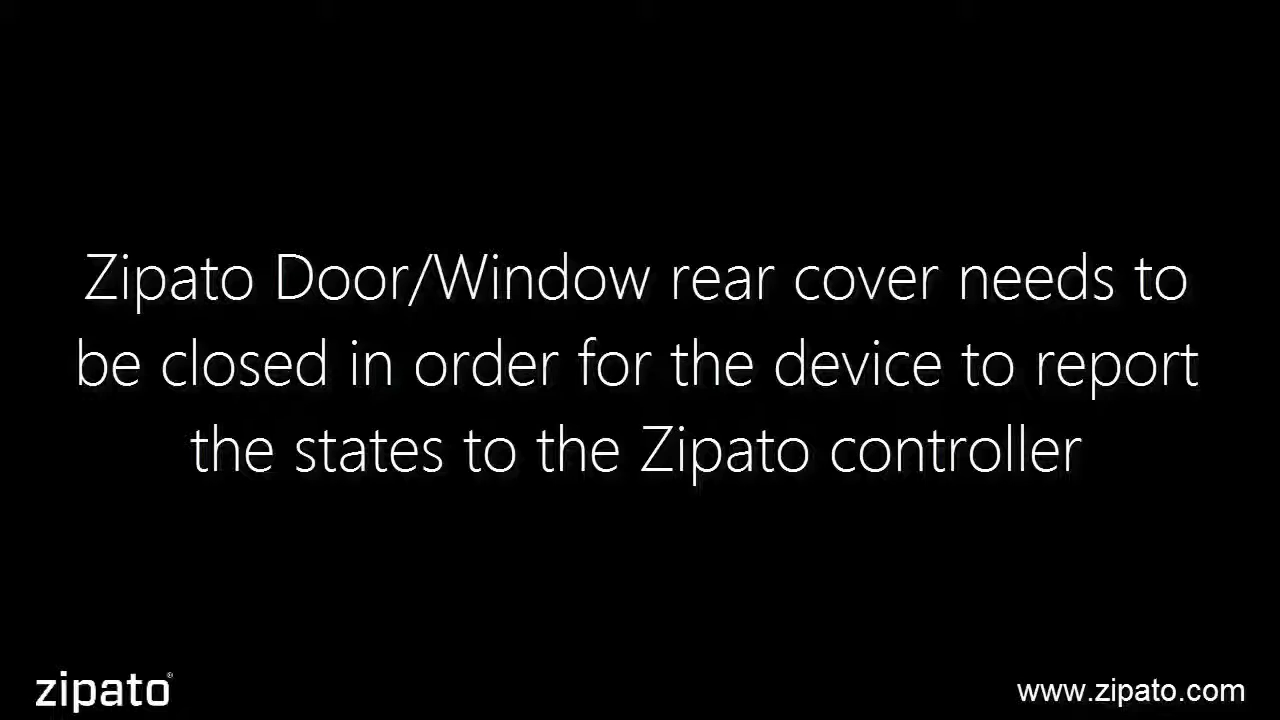 Zipato Door/Window rear cover needs to
be closed in order for the device to report
the states to the Zipato controller
zipato®
www.zipato.com